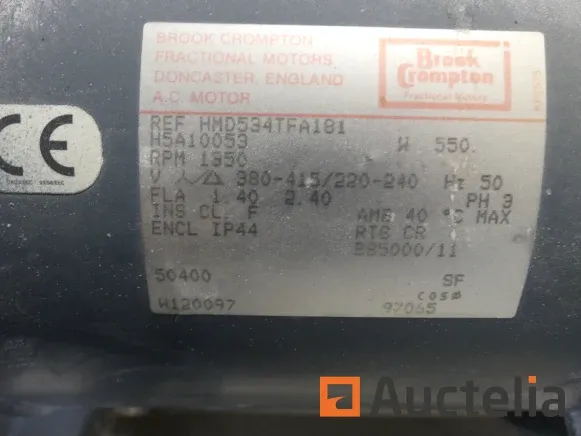 BROOK CROMPTON
FRACTIONAL MOTORS
DONCASTER, ENGLAND
A.C. MOTOR
Brook
Crompton
Fractional Motors
REF HMD534TFA181
H5A10053 W 550.
RPM 1350
V 人/△ 380-415/220-240 Hz 50
FLA 1.40 2.40 PH 3
INS CL. F AMB 40 °C MAX
ENCL IP44 RTG CR
BS5000/11
50400 SF
COSØ
W120097 97065
CE
Auctelia